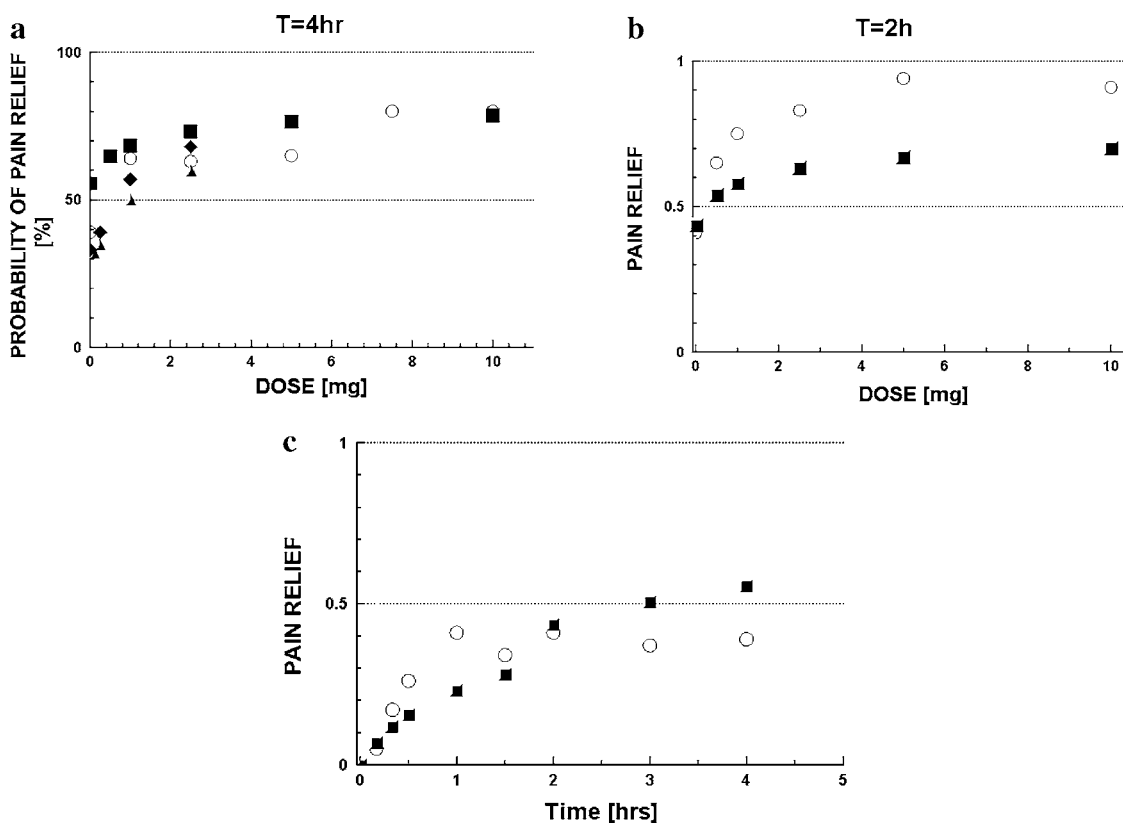 a
T=4hr
PROBABILITY OF PAIN RELIEF
[%]
100
50
0
0 2 4 6 8 10
DOSE [mg]
b
T=2h
PAIN RELIEF
1
0.5
0
0 2 4 6 8 10
DOSE [mg]
c
PAIN RELIEF
1
0.5
0
0 1 2 3 4 5
Time [hrs]